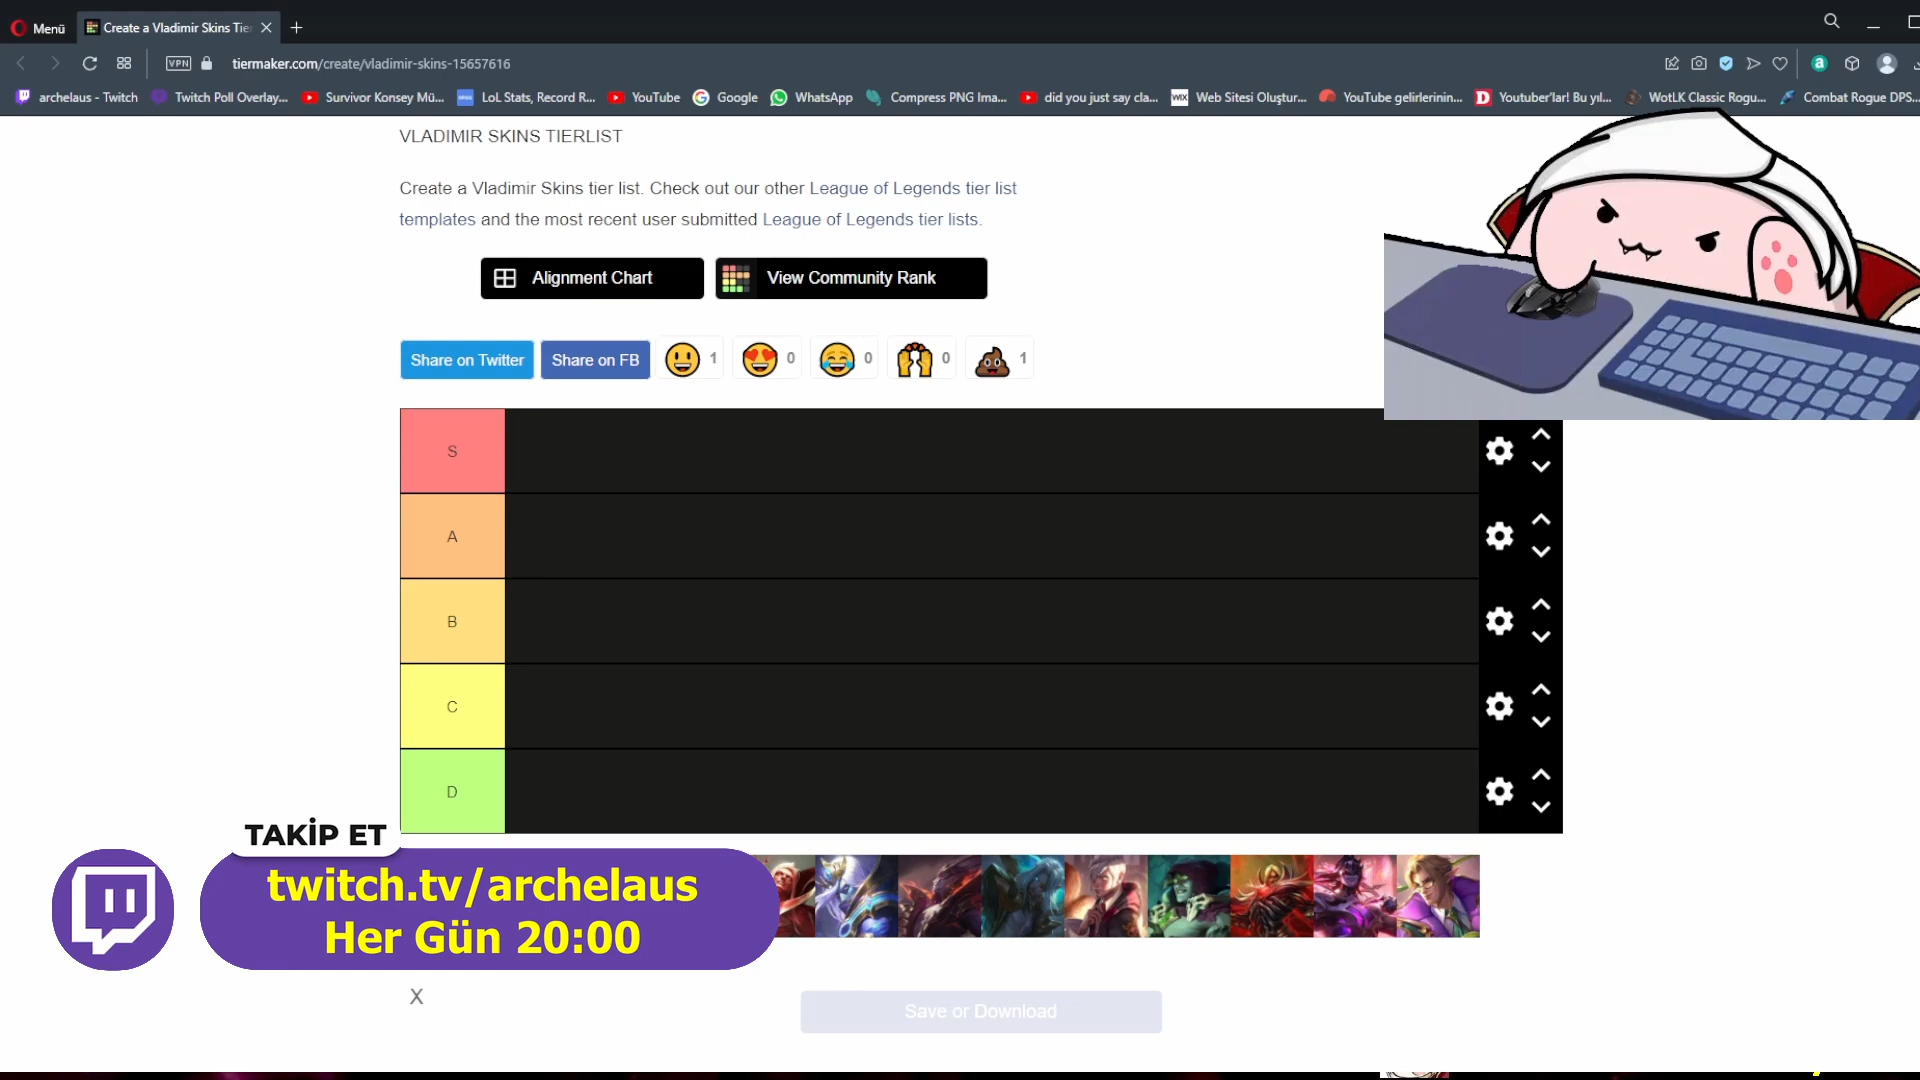 Menü
Create a Vladimir Skins Tie
VPN
tiermaker.com/create/vladimir-skins-15657616
a
archelaus - Twitch
Twitch Poll Overlay...
Survivor Konsey Mü...
LoL Stats, Record R...
YouTube
Google
WhatsApp
Compress PNG Ima...
did you just say cla...
WiX
Web Sitesi Oluştur...
YouTube gelirlerinin...
D
Youtuber'lar! Bu yıl...
WotLK Classic Rogu...
Combat Rogue DPS...
VLADIMIR SKINS TIERLIST
Create a Vladimir Skins tier list. Check out our other League of Legends tier list
templates and the most recent user submitted League of Legends tier lists.
Alignment Chart
View Community Rank
Share on Twitter
Share on FB
1
0
0
0
1
S
A
B
C
D
TAKİP ET
twitch.tv/archelaus
Her Gün 20:00
X
Save or Download